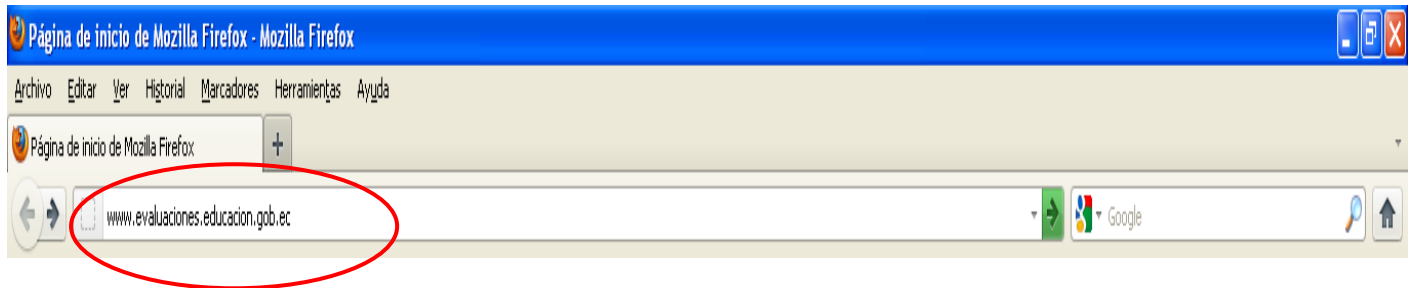 Página de inicio de Mozilla Firefox - Mozilla Firefox
Archivo Editar Ver Historial Marcadores Herramientas Ayuda
Página de inicio de Mozilla Firefox
www.evaluaciones.educacion.gob.ec Google